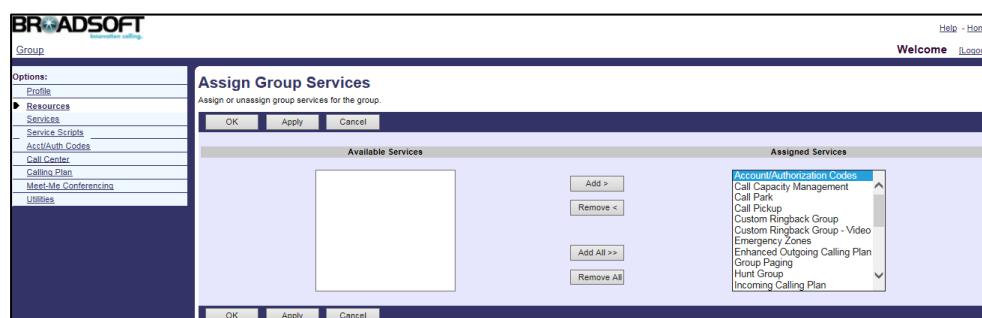 BROADSOFT
innovation calling.
Help - Hom
Group
Welcome [Logou
Options:
Profile
Resources
Services
Service Scripts
Acct/Auth Codes
Call Center
Calling Plan
Meet-Me Conferencing
Utilities
Assign Group Services
Assign or unassign group services for the group.
OK Apply Cancel
Available Services Assigned Services
Add >
Remove <
Add All >>
Remove All
Account/Authorization Codes
Call Capacity Management
Call Park
Call Pickup
Custom Ringback Group
Custom Ringback Group - Video
Emergency Zones
Enhanced Outgoing Calling Plan
Group Paging
Hunt Group
Incoming Calling Plan
OK Apply Cancel